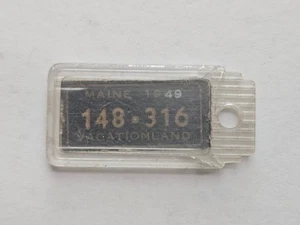 MAINE 1949
148·316
VACATIONLAND